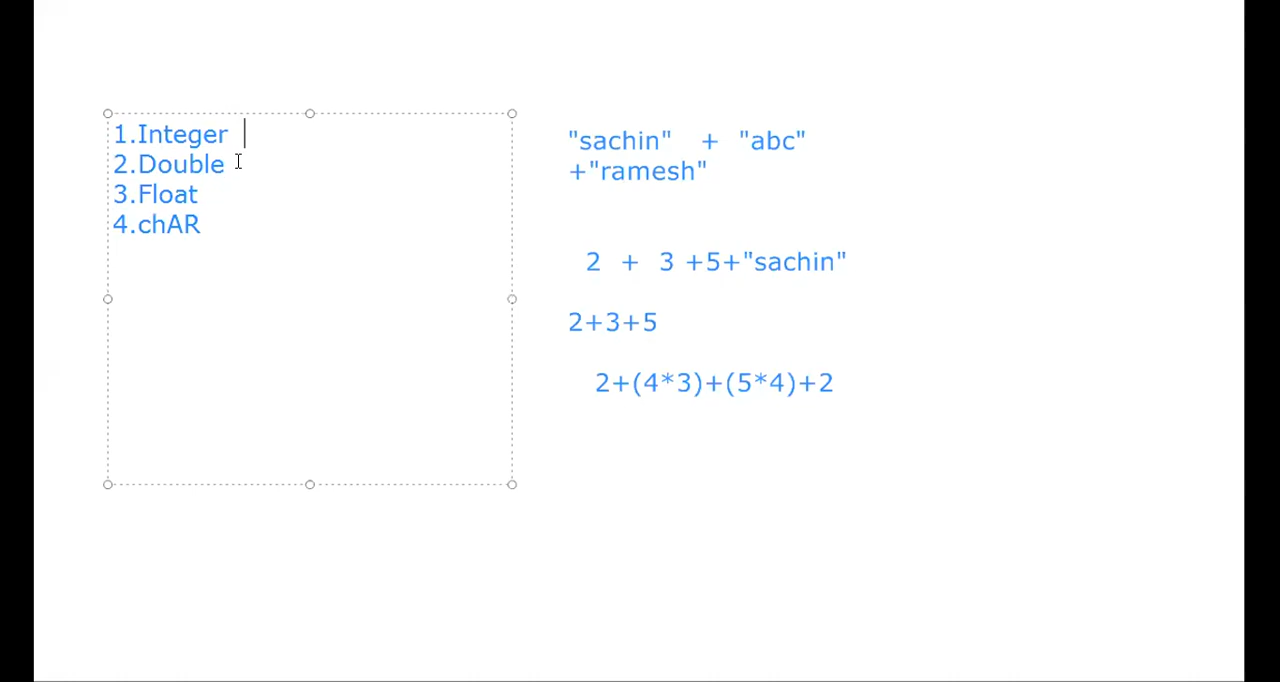 1.Integer
2.Double
3.Float
4.chAR
"sachin" + "abc"
+"ramesh"
2 + 3 +5+"sachin"
2+3+5
2+(4*3)+(5*4)+2